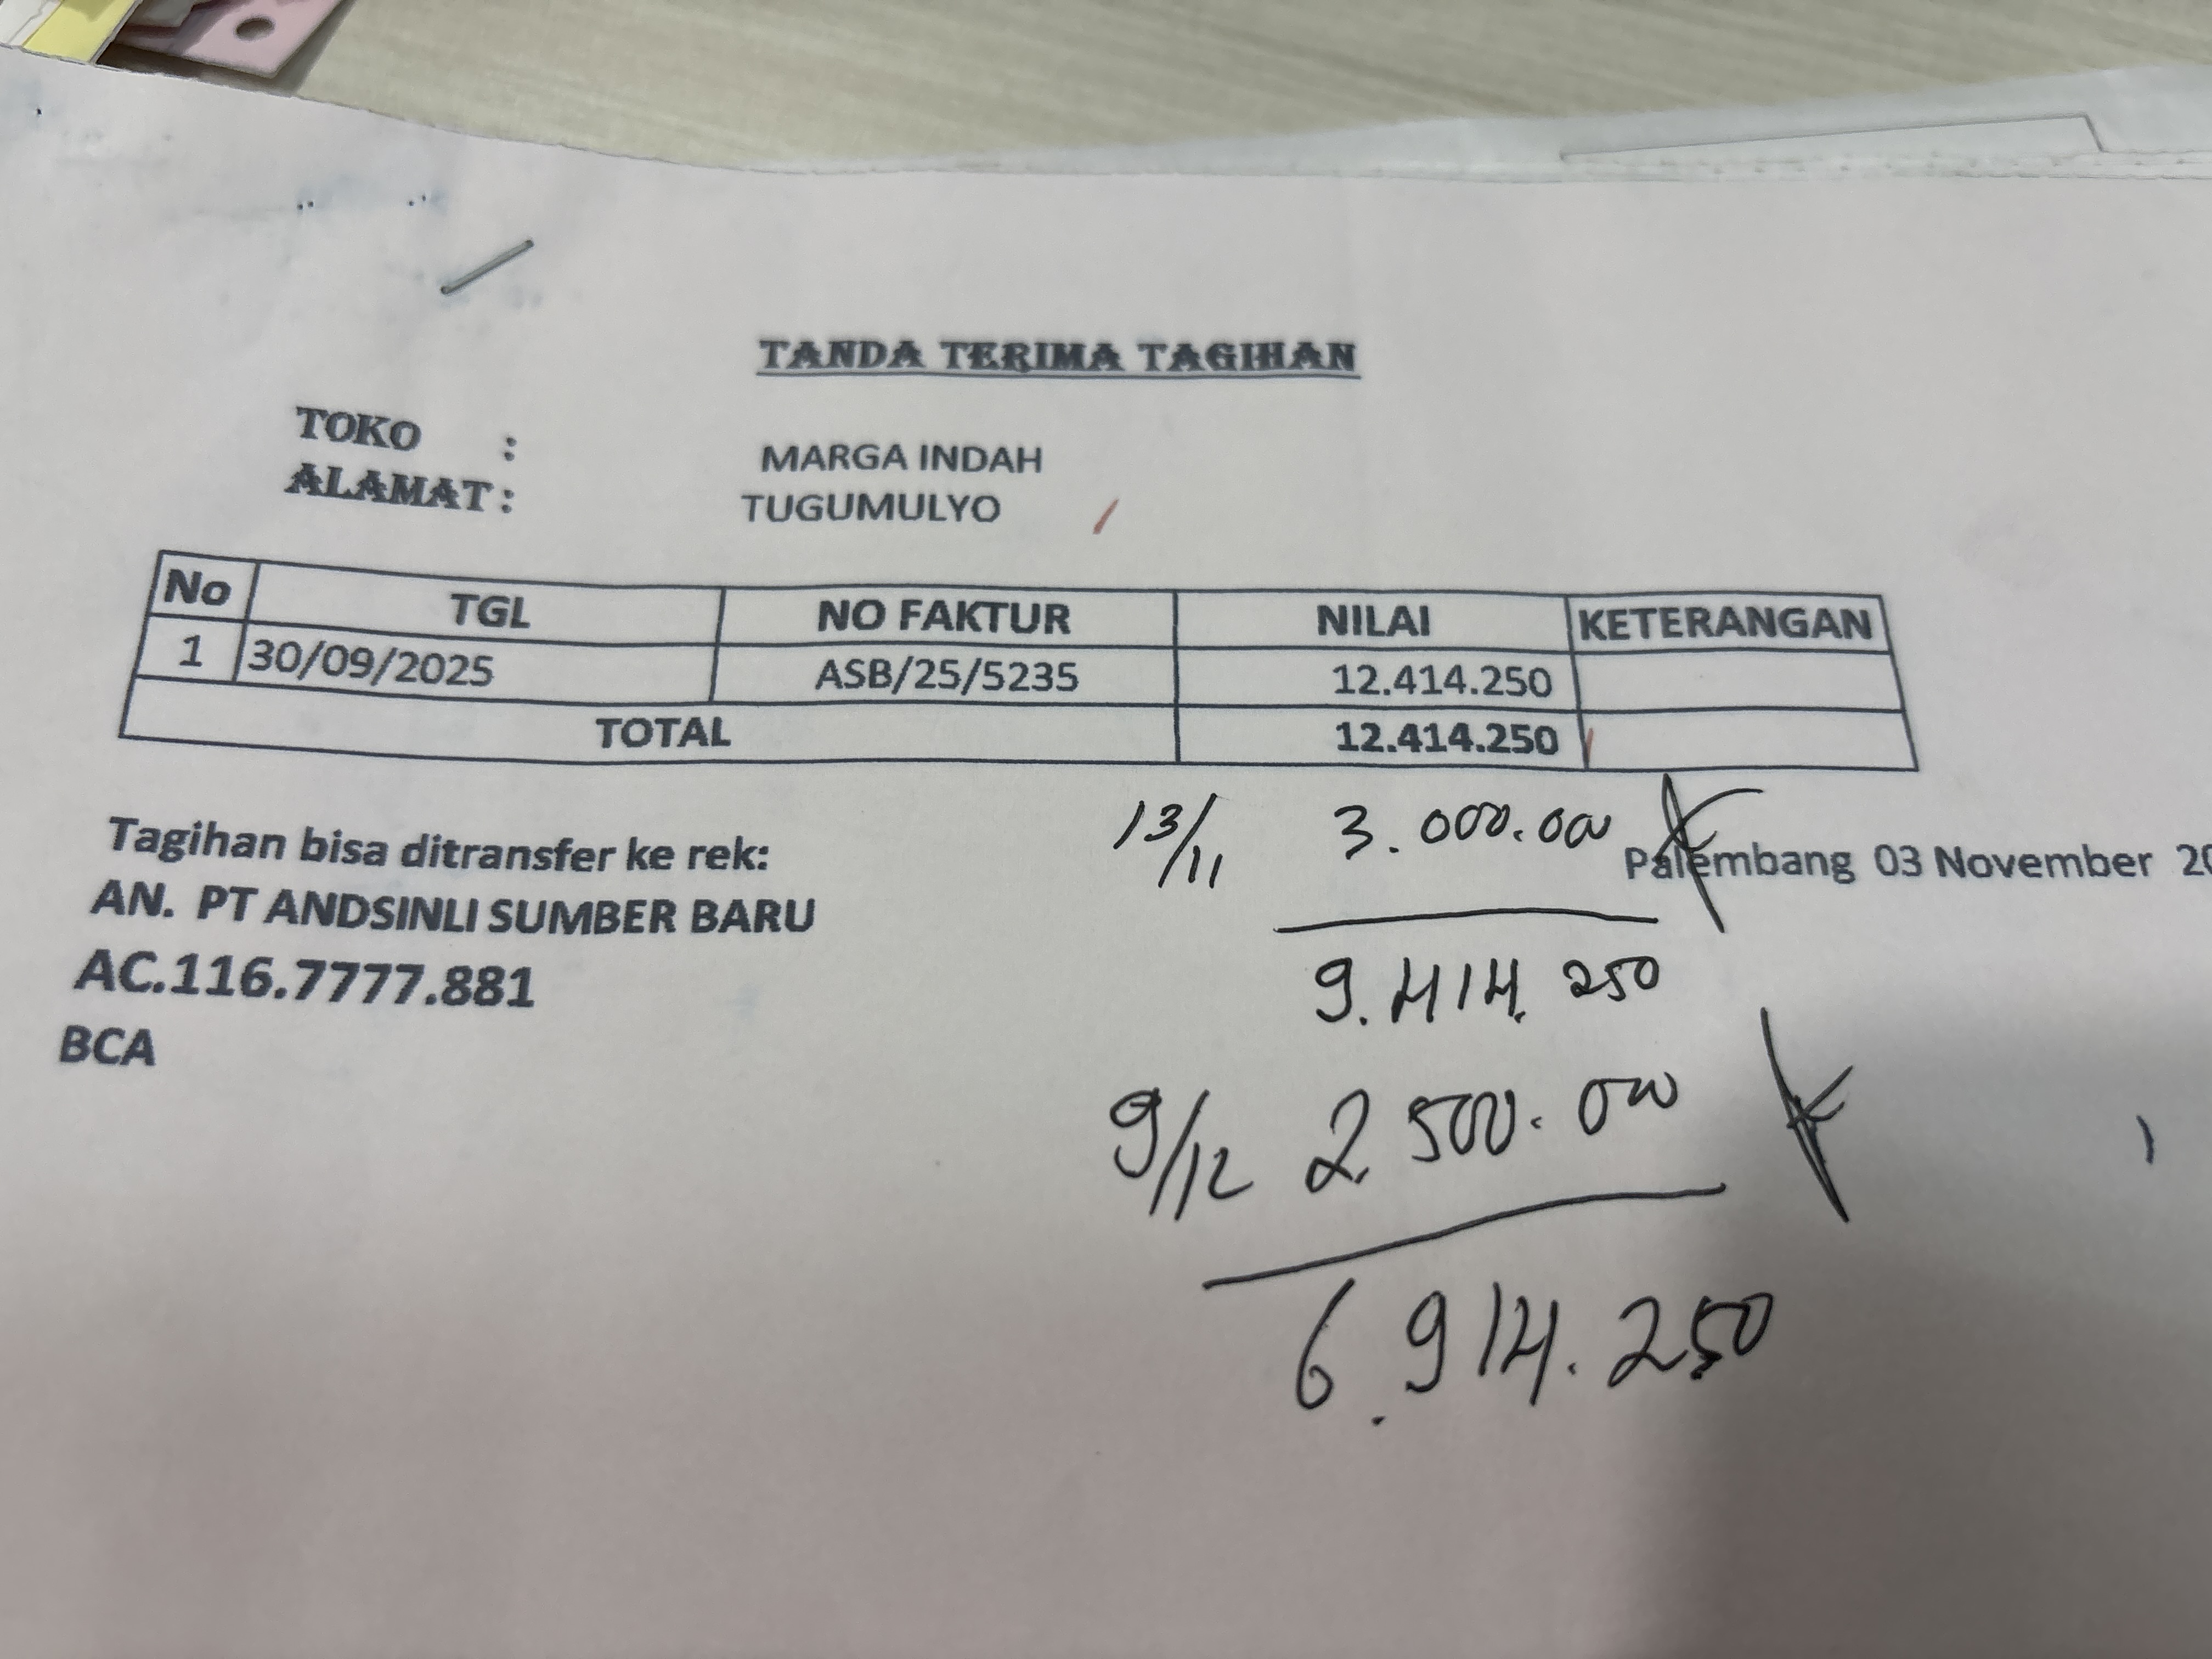 TANDA TERIMA TAGIHAN
TOKO : MARGA INDAH
ALAMAT : TUGUMULYO
No TGL NO FAKTUR NILAI KETERANGAN
1 30/09/2025 ASB/25/5235 12.414.250
TOTAL 12.414.250
13/11 3.000.000
Palembang 03 November 20
Tagihan bisa ditransfer ke rek:
AN. PT ANDSINLI SUMBER BARU
AC.116.7777.881
BCA
9.414.250
9/12 2.500.000
6.914.250